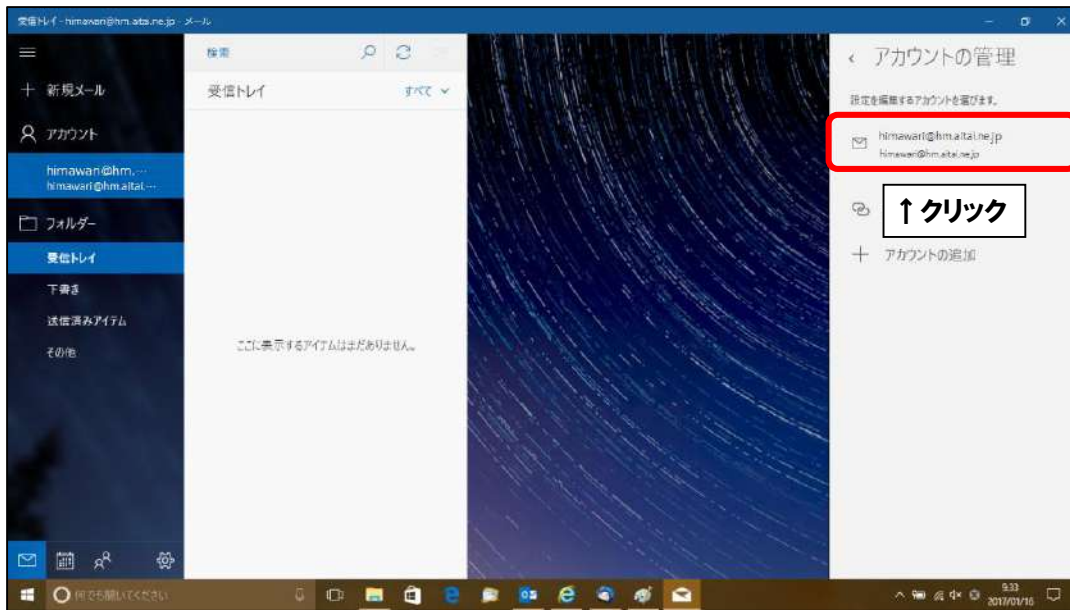 受信トレイ - himawari@hm.aitai.ne.jp - メール
検索
新規メール
受信トレイ
すべて
アカウント
himawari@hm.…
himawari@hm.aitai.…
フォルダー
受信トレイ
下書き
送信済みアイテム
その他
ここに表示するアイテムはまだありません。
アカウントの管理
設定を編集するアカウントを選びます。
himawari@hm.aitai.ne.jp
himawari@hm.aitai.ne.jp
↑クリック
アカウントの追加
何でも聞いてください
9:33
2017/01/16